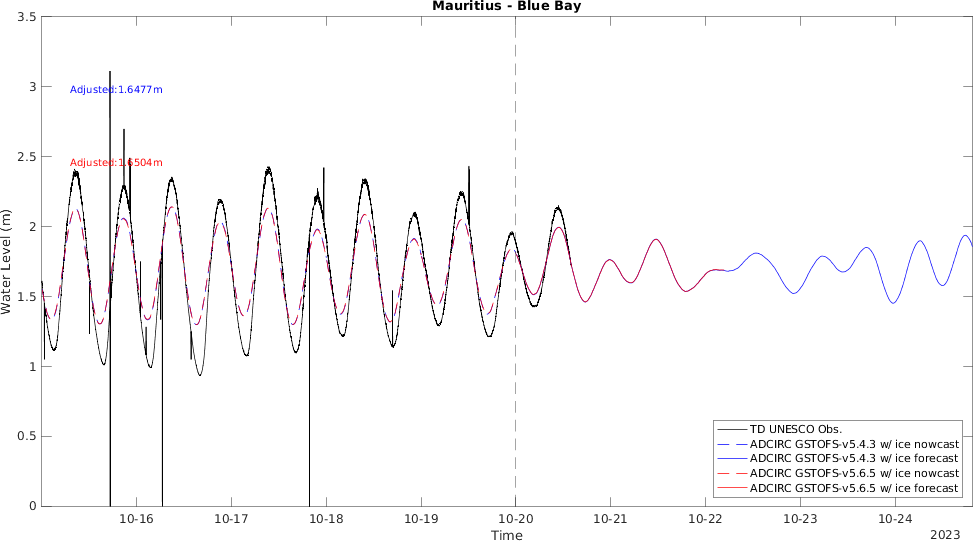 Mauritius - Blue Bay
3.5
3
2.5
2
1.5
1
0.5
0
Water Level (m)
Adjusted:1.6477m
Adjusted:1.6504m
TD UNESCO Obs.
ADCIRC GSTOFS-v5.4.3 w/ ice nowcast
ADCIRC GSTOFS-v5.4.3 w/ ice forecast
ADCIRC GSTOFS-v5.6.5 w/ ice nowcast
ADCIRC GSTOFS-v5.6.5 w/ ice forecast
10-16 10-17 10-18 10-19 10-20 10-21 10-22 10-23 10-24
Time
2023